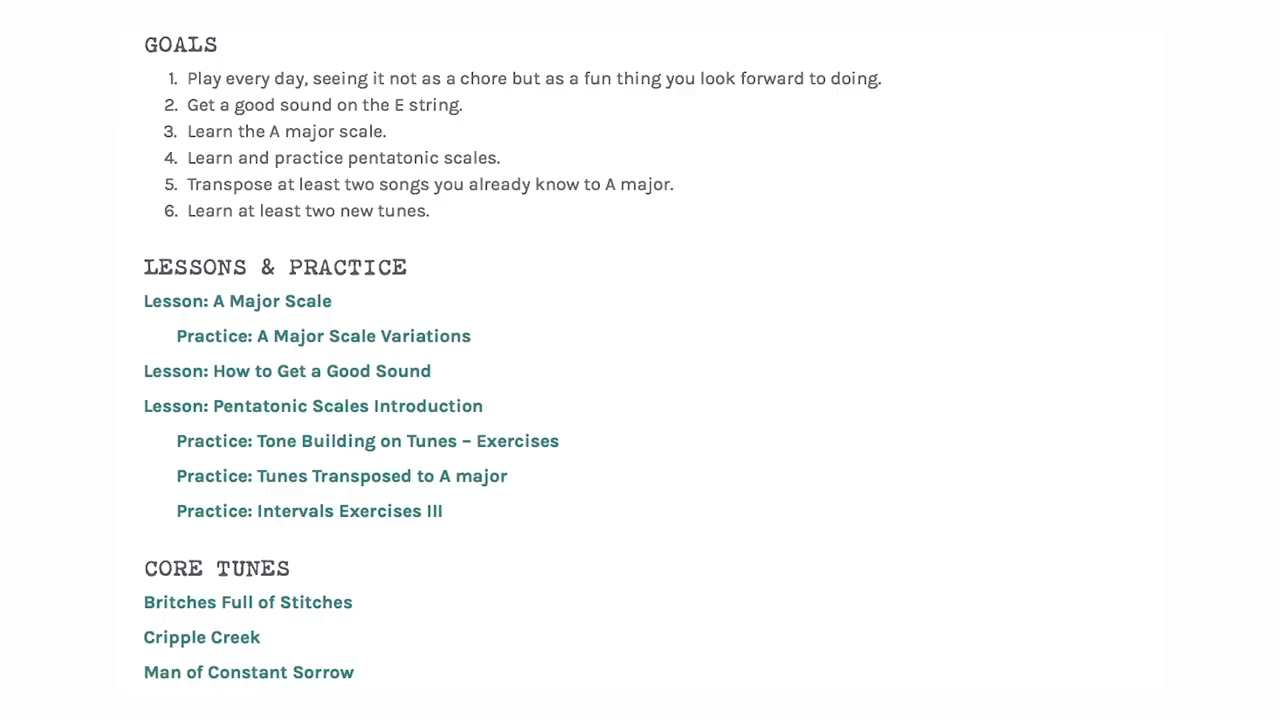 GOALS
1. Play every day, seeing it not as a chore but as a fun thing you look forward to doing.
2. Get a good sound on the E string.
3. Learn the A major scale.
4. Learn and practice pentatonic scales.
5. Transpose at least two songs you already know to A major.
6. Learn at least two new tunes.
LESSONS & PRACTICE
Lesson: A Major Scale
Practice: A Major Scale Variations
Lesson: How to Get a Good Sound
Lesson: Pentatonic Scales Introduction
Practice: Tone Building on Tunes – Exercises
Practice: Tunes Transposed to A major
Practice: Intervals Exercises III
CORE TUNES
Britches Full of Stitches
Cripple Creek
Man of Constant Sorrow